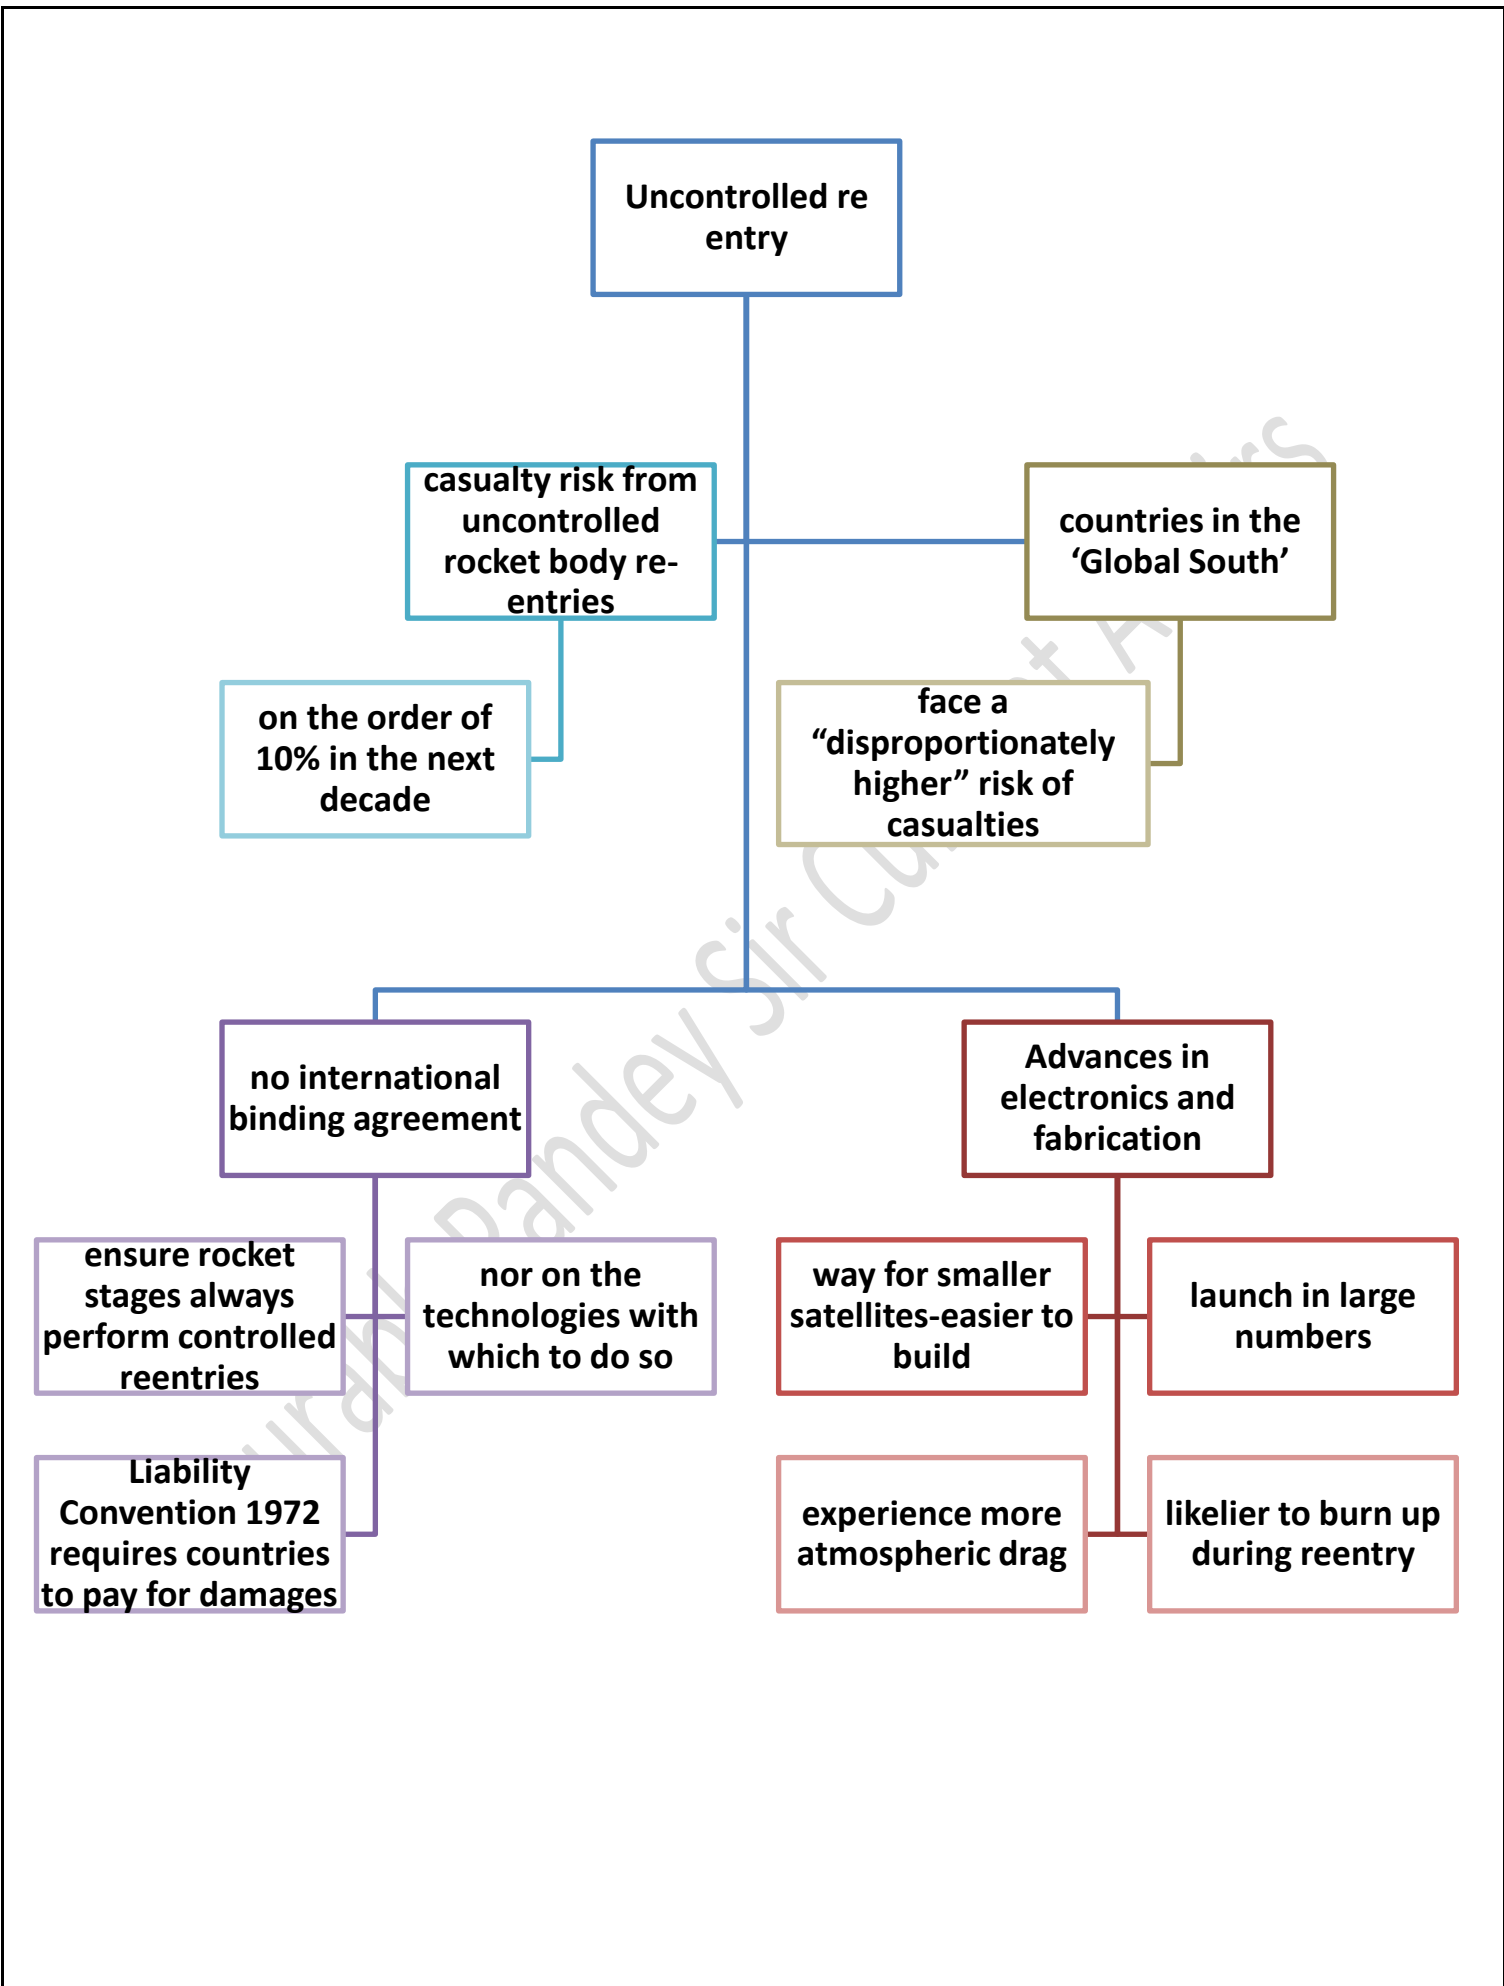 Uncontrolled re
entry
casualty risk from
uncontrolled
rocket body re-
entries
countries in the
‘Global South’
on the order of
10% in the next
decade
face a
“disproportionately
higher” risk of
casualties
no international
binding agreement
Advances in
electronics and
fabrication
ensure rocket
stages always
perform controlled
reentries
nor on the
technologies with
which to do so
way for smaller
satellites-easier to
build
launch in large
numbers
Liability
Convention 1972
requires countries
to pay for damages
experience more
atmospheric drag
likelier to burn up
during reentry
Pandey Sir